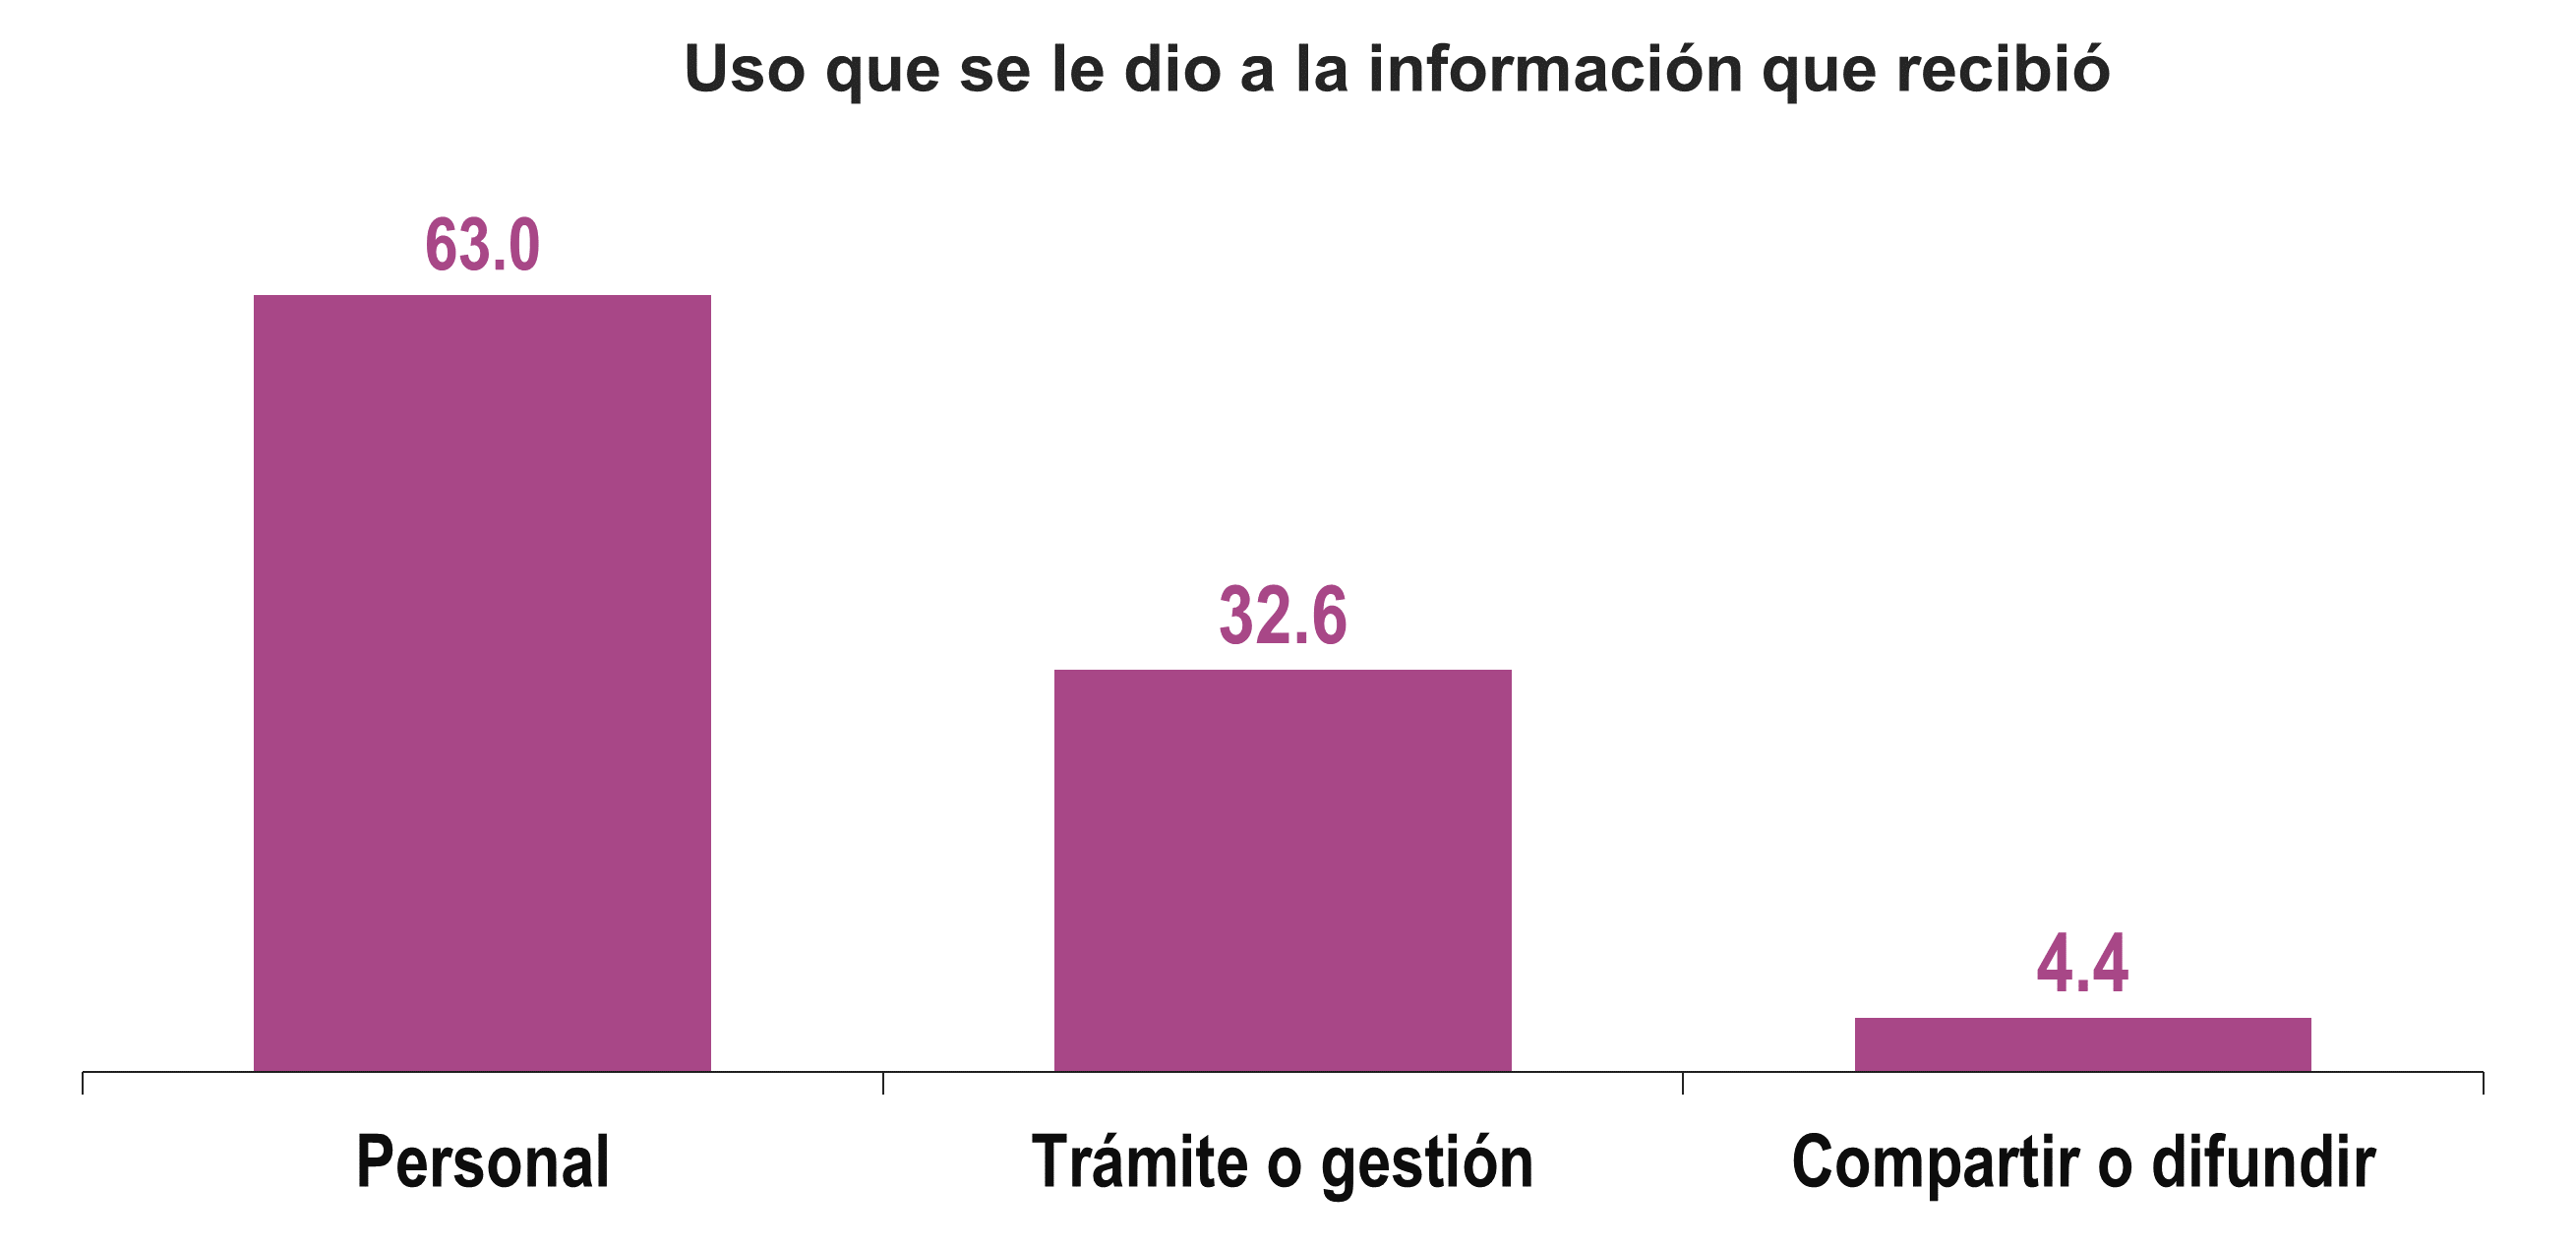 Uso que se le dio a la información que recibió
63.0
32.6
4.4
Personal
Trámite o gestión
Compartir o difundir